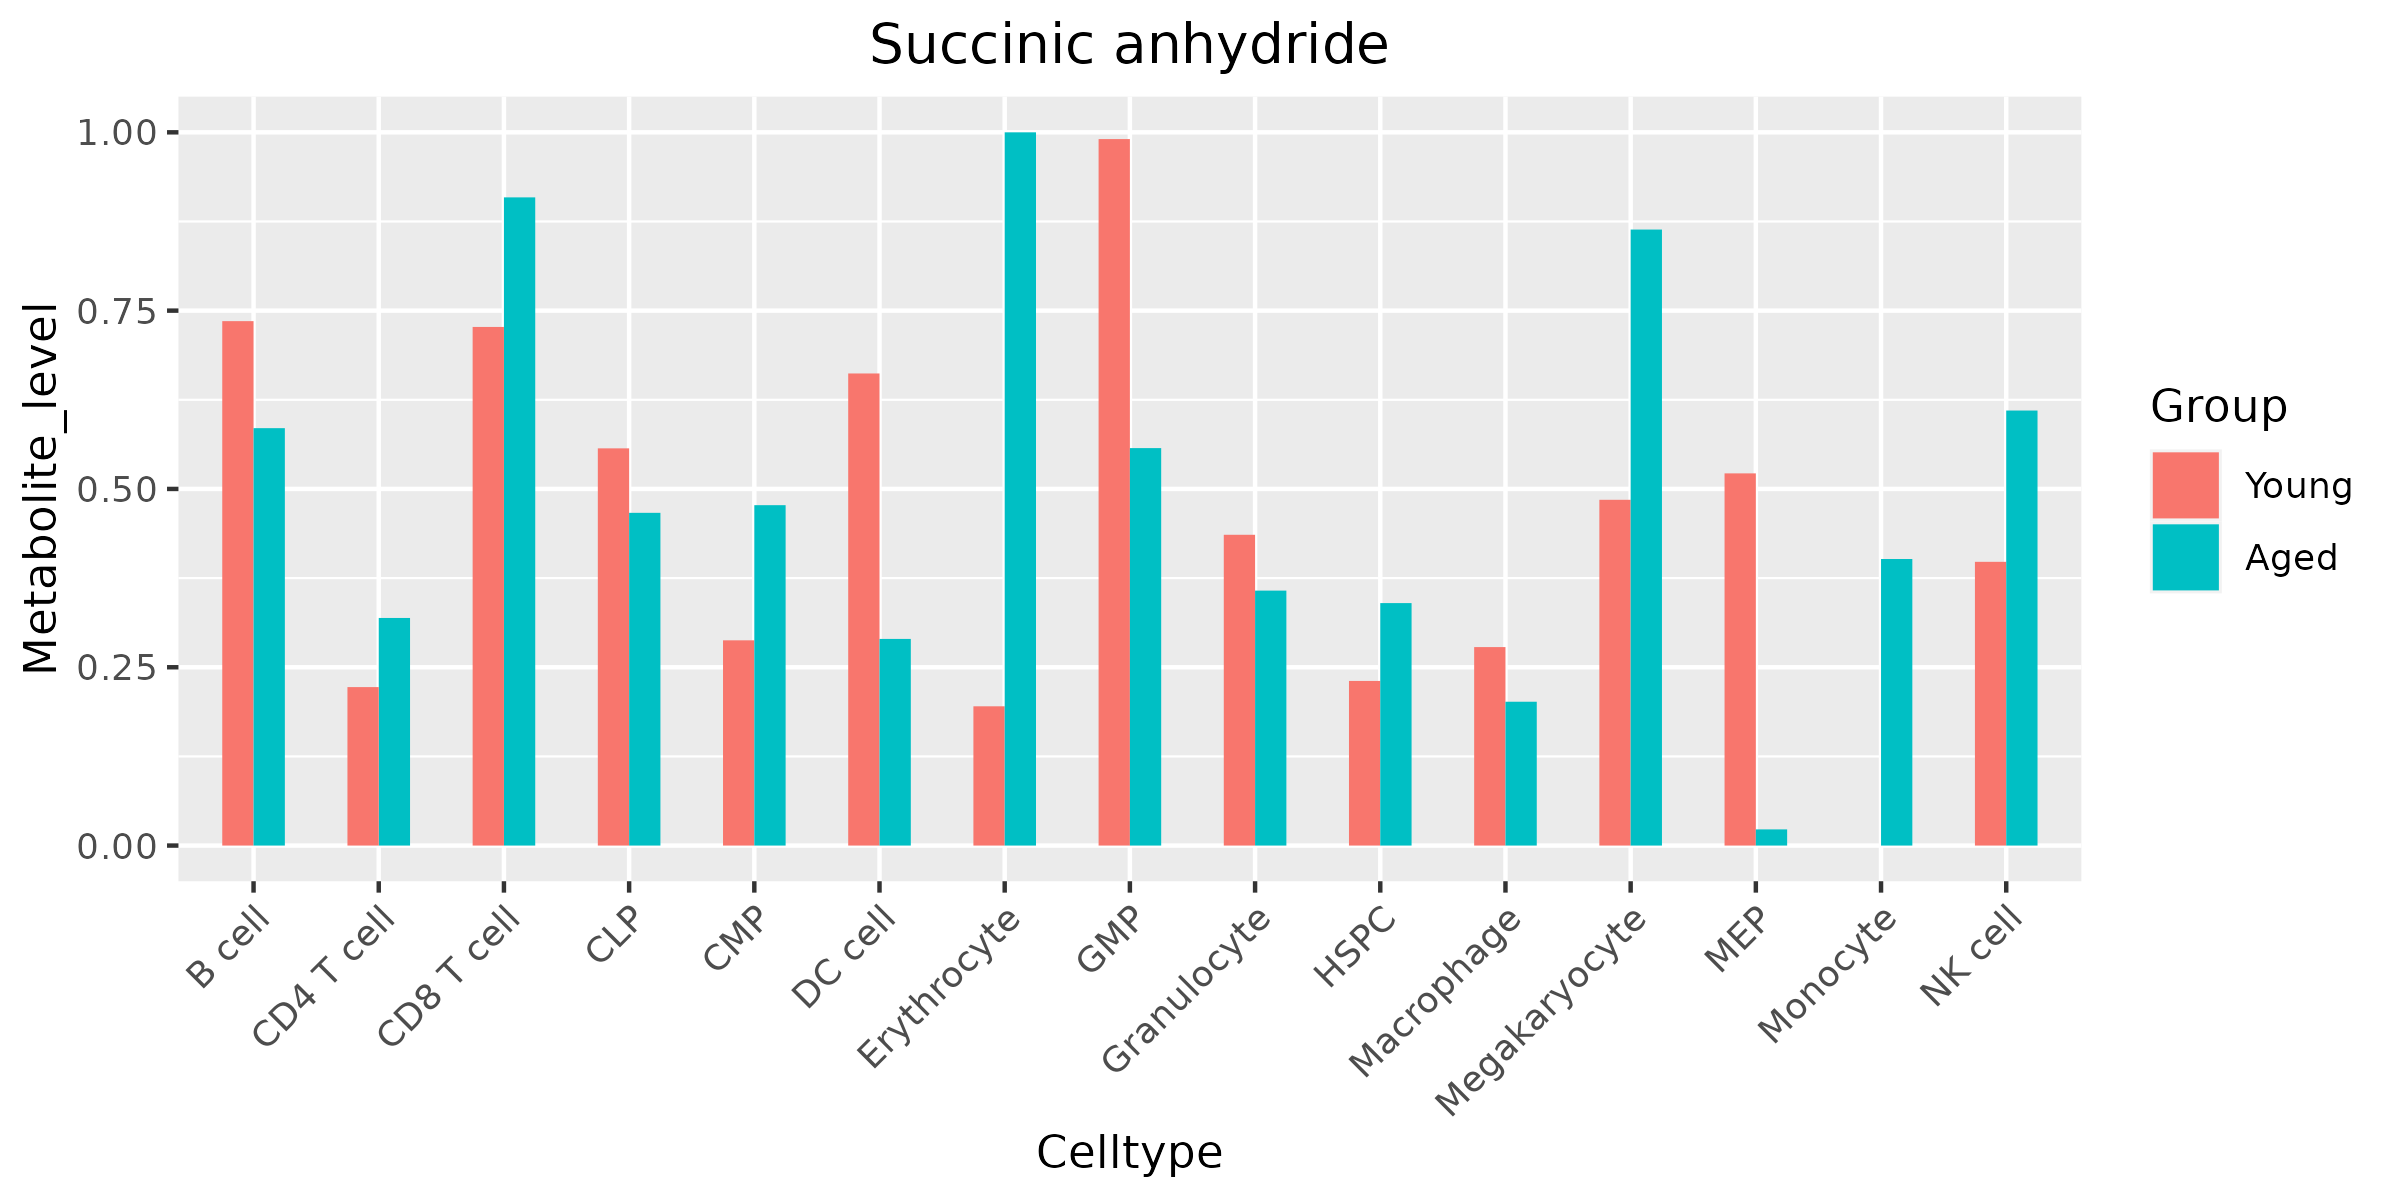 Succinic anhydride
Metabolite_level
1.00
0.75
0.50
0.25
0.00
B cell
CD4 T cell
CD8 T cell
CLP
CMP
DC cell
Erythrocyte
GMP
Granulocyte
HSPC
Macrophage
Megakaryocyte
MEP
Monocyte
NK cell
Celltype
Group
Young
Aged